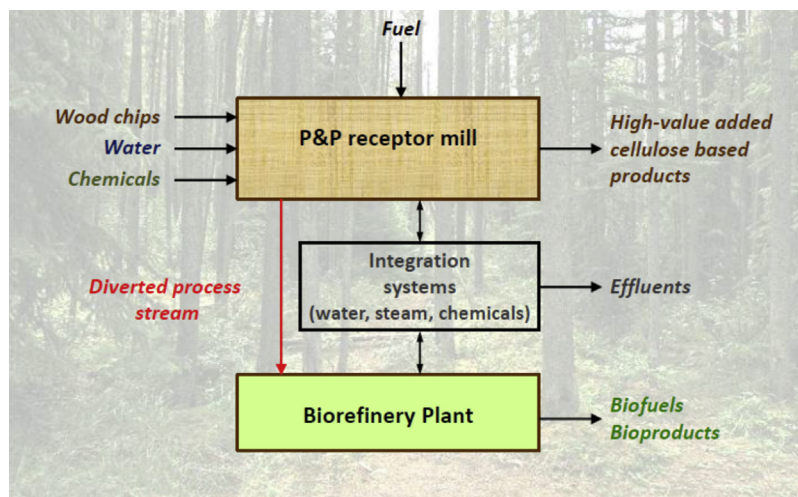 Fuel
Wood chips
Water
Chemicals
P&P receptor mill
High-value added
cellulose based
products
Diverted process
stream
Integration
systems
(water, steam, chemicals)
Effluents
Biorefinery Plant
Biofuels
Bioproducts